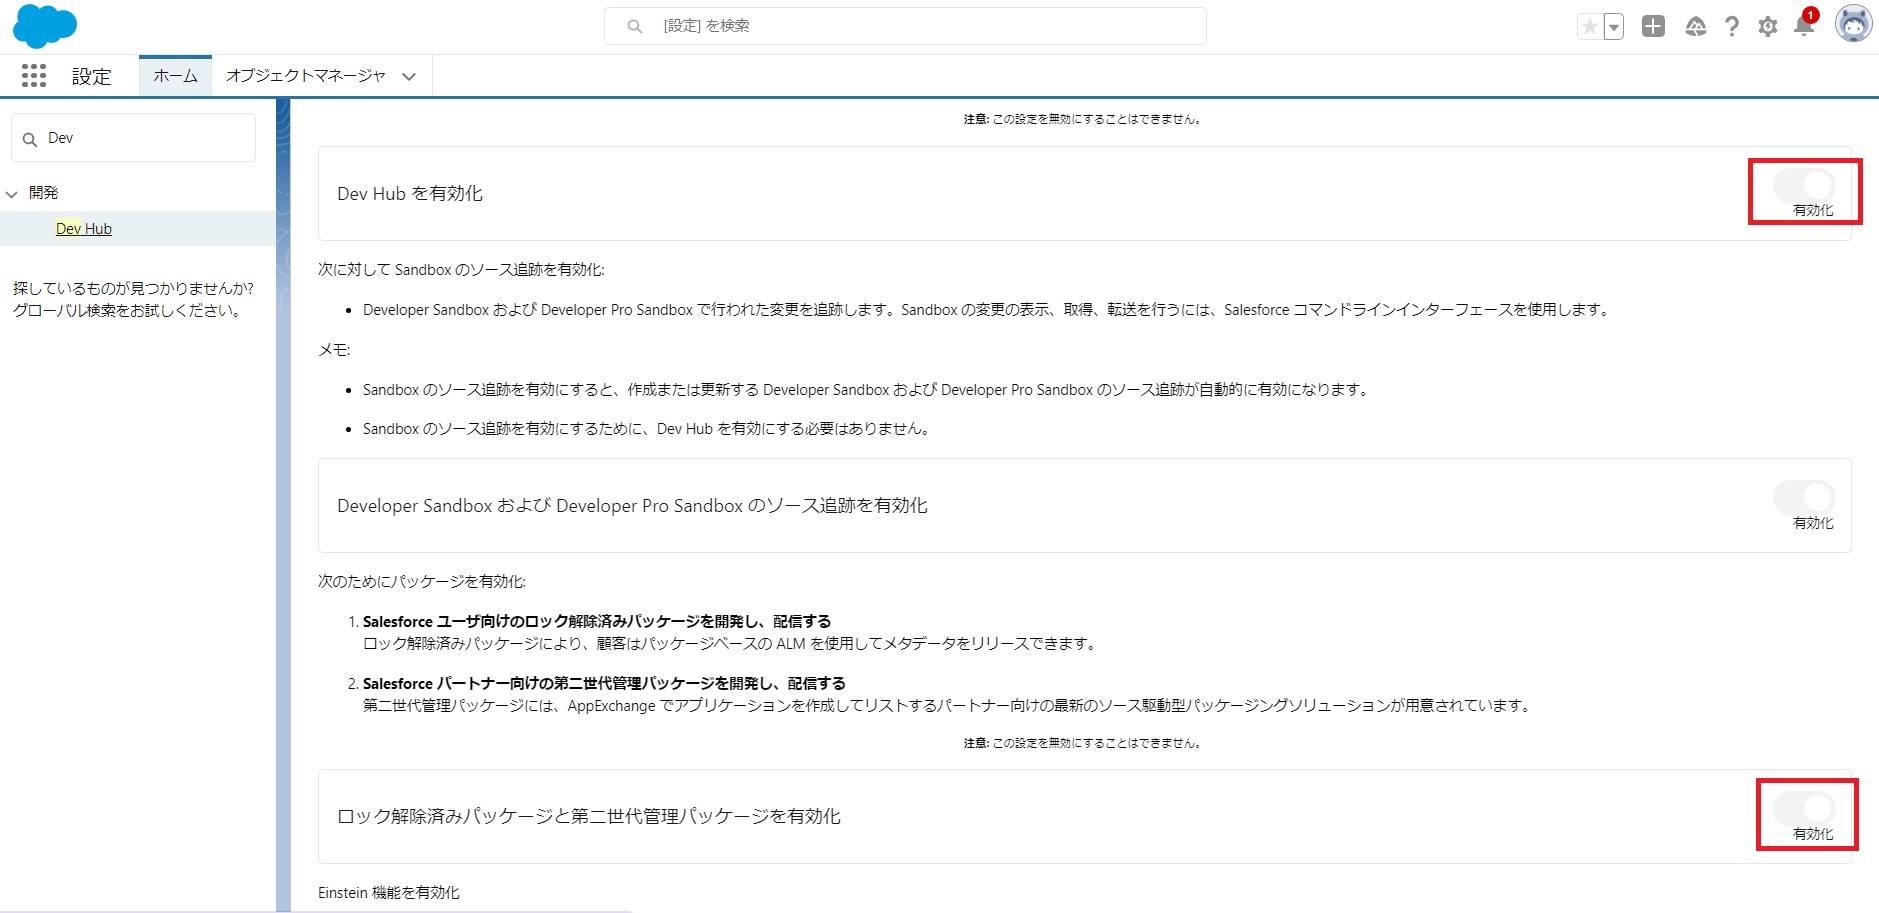 [設定] を検索
1
設定
ホーム
オブジェクトマネージャ
Dev
開発
Dev Hub
探しているものが見つかりませんか?
グローバル検索をお試しください。
注意: この設定を無効にすることはできません。
Dev Hub を有効化
有効化
次に対して Sandbox のソース追跡を有効化:
Developer Sandbox および Developer Pro Sandbox で行われた変更を追跡します。Sandbox の変更の表示、取得、転送を行うには、Salesforce コマンドラインインターフェースを使用します。
メモ:
Sandbox のソース追跡を有効にすると、作成または更新する Developer Sandbox および Developer Pro Sandbox のソース追跡が自動的に有効になります。
Sandbox のソース追跡を有効にするために、Dev Hub を有効にする必要はありません。
Developer Sandbox および Developer Pro Sandbox のソース追跡を有効化
有効化
次のためにパッケージを有効化:
1. Salesforce ユーザ向けのロック解除済みパッケージを開発し、配信する
ロック解除済みパッケージにより、顧客はパッケージベースの ALM を使用してメタデータをリリースできます。
2. Salesforce パートナー向けの第二世代管理パッケージを開発し、配信する
第二世代管理パッケージには、AppExchange でアプリケーションを作成してリストするパートナー向けの最新のソース駆動型パッケージングソリューションが用意されています。
注意: この設定を無効にすることはできません。
ロック解除済みパッケージと第二世代管理パッケージを有効化
有効化
Einstein 機能を有効化